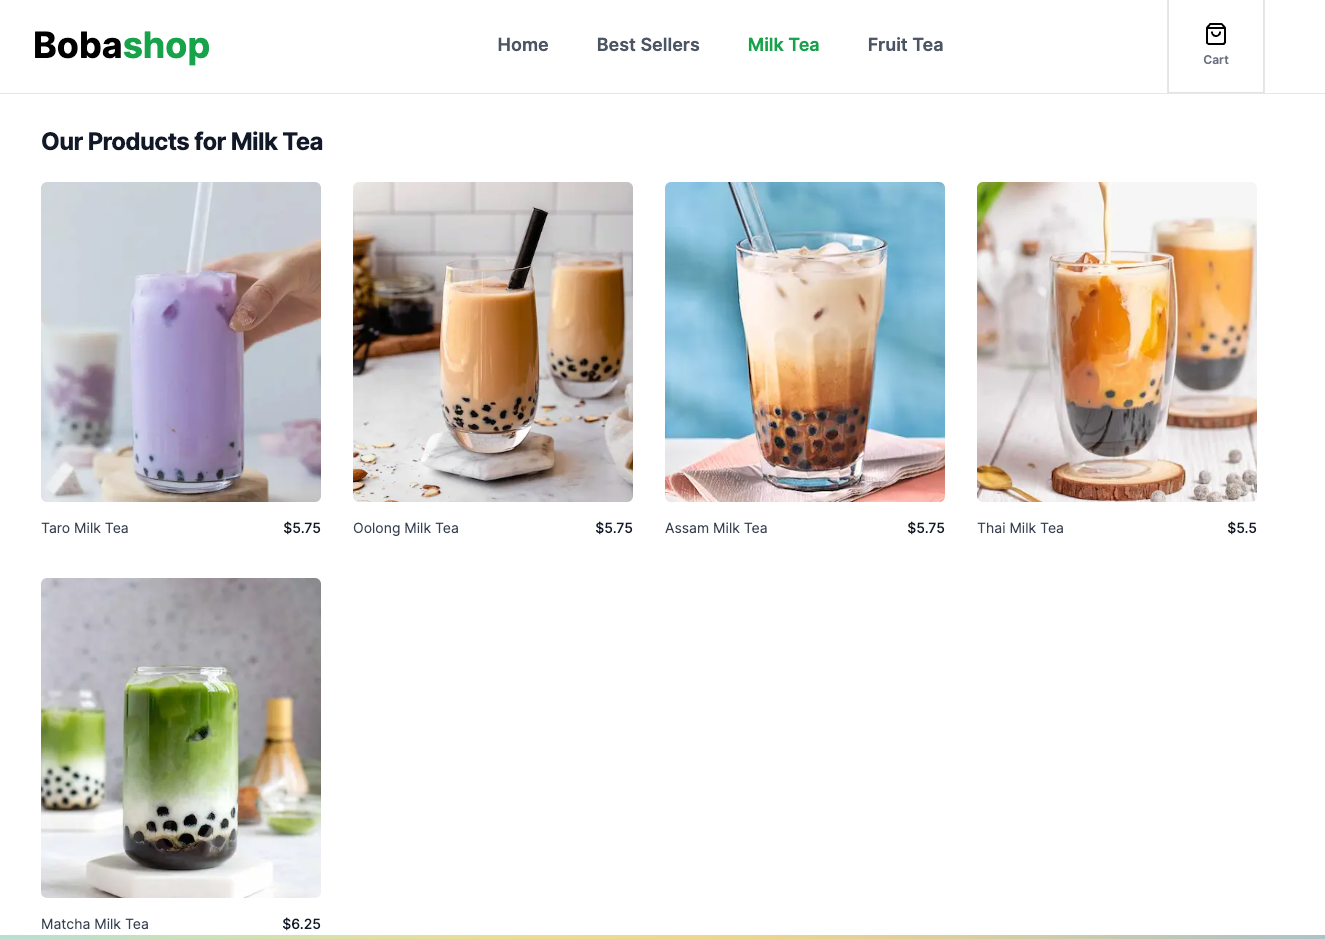 Bobashop
Home Best Sellers Milk Tea Fruit Tea
Cart
Our Products for Milk Tea
Taro Milk Tea $5.75
Oolong Milk Tea $5.75
Assam Milk Tea $5.75
Thai Milk Tea $5.5
Matcha Milk Tea $6.25